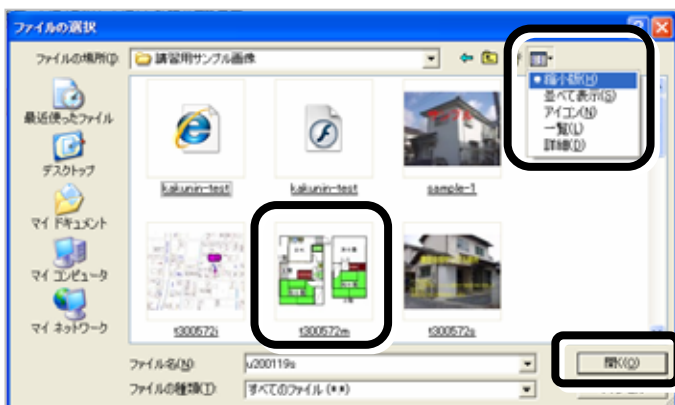 ファイルの選択
ファイルの場所(I):
講習用サンプル画像
縮小版(H)
並べて表示(S)
アイコン(N)
一覧(L)
詳細(D)
最近使ったファイル
デスクトップ
マイ ドキュメント
マイ コンピュータ
マイ ネットワーク
kakunin-test
kakunin-test
サンプル
sample-1
t300572i
t300572m
t300572s
ファイル名(N):
u200119s
開く(O)
ファイルの種類(T):
すべてのファイル (*.*)